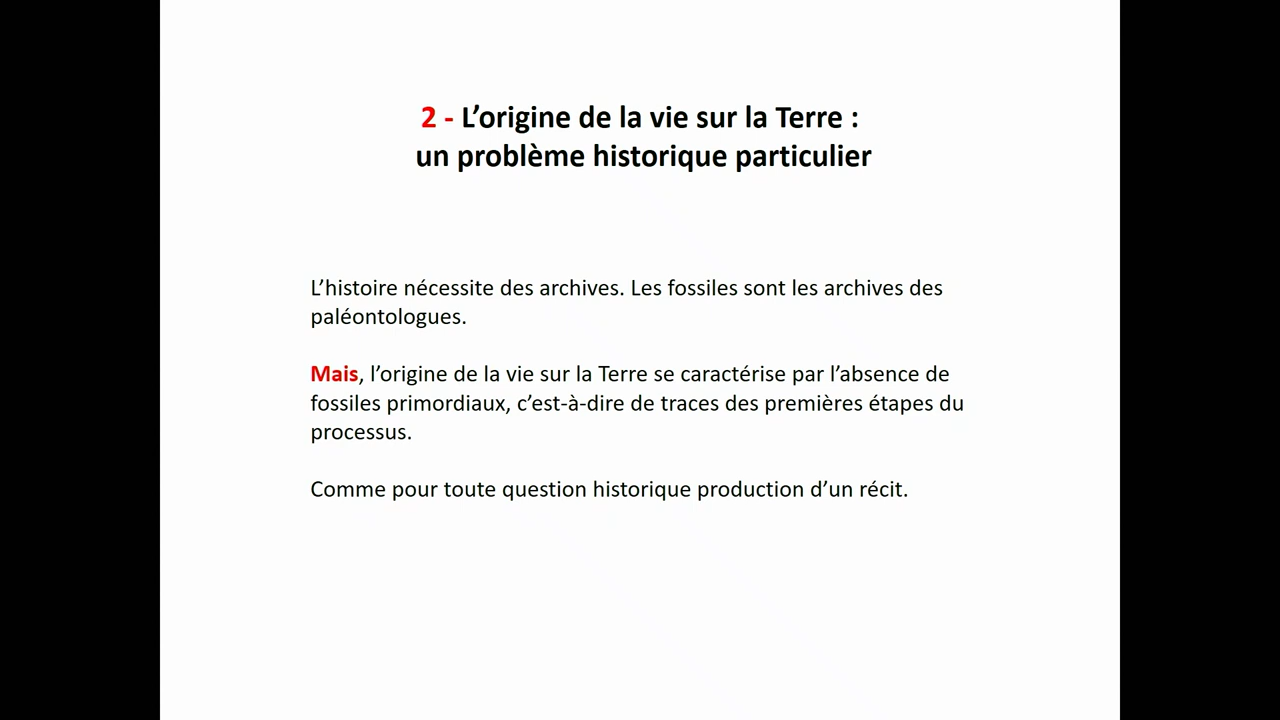 2 - L’origine de la vie sur la Terre :
un problème historique particulier
L’histoire nécessite des archives. Les fossiles sont les archives des
paléontologues.
Mais, l’origine de la vie sur la Terre se caractérise par l’absence de
fossiles primordiaux, c’est-à-dire de traces des premières étapes du
processus.
Comme pour toute question historique production d’un récit.